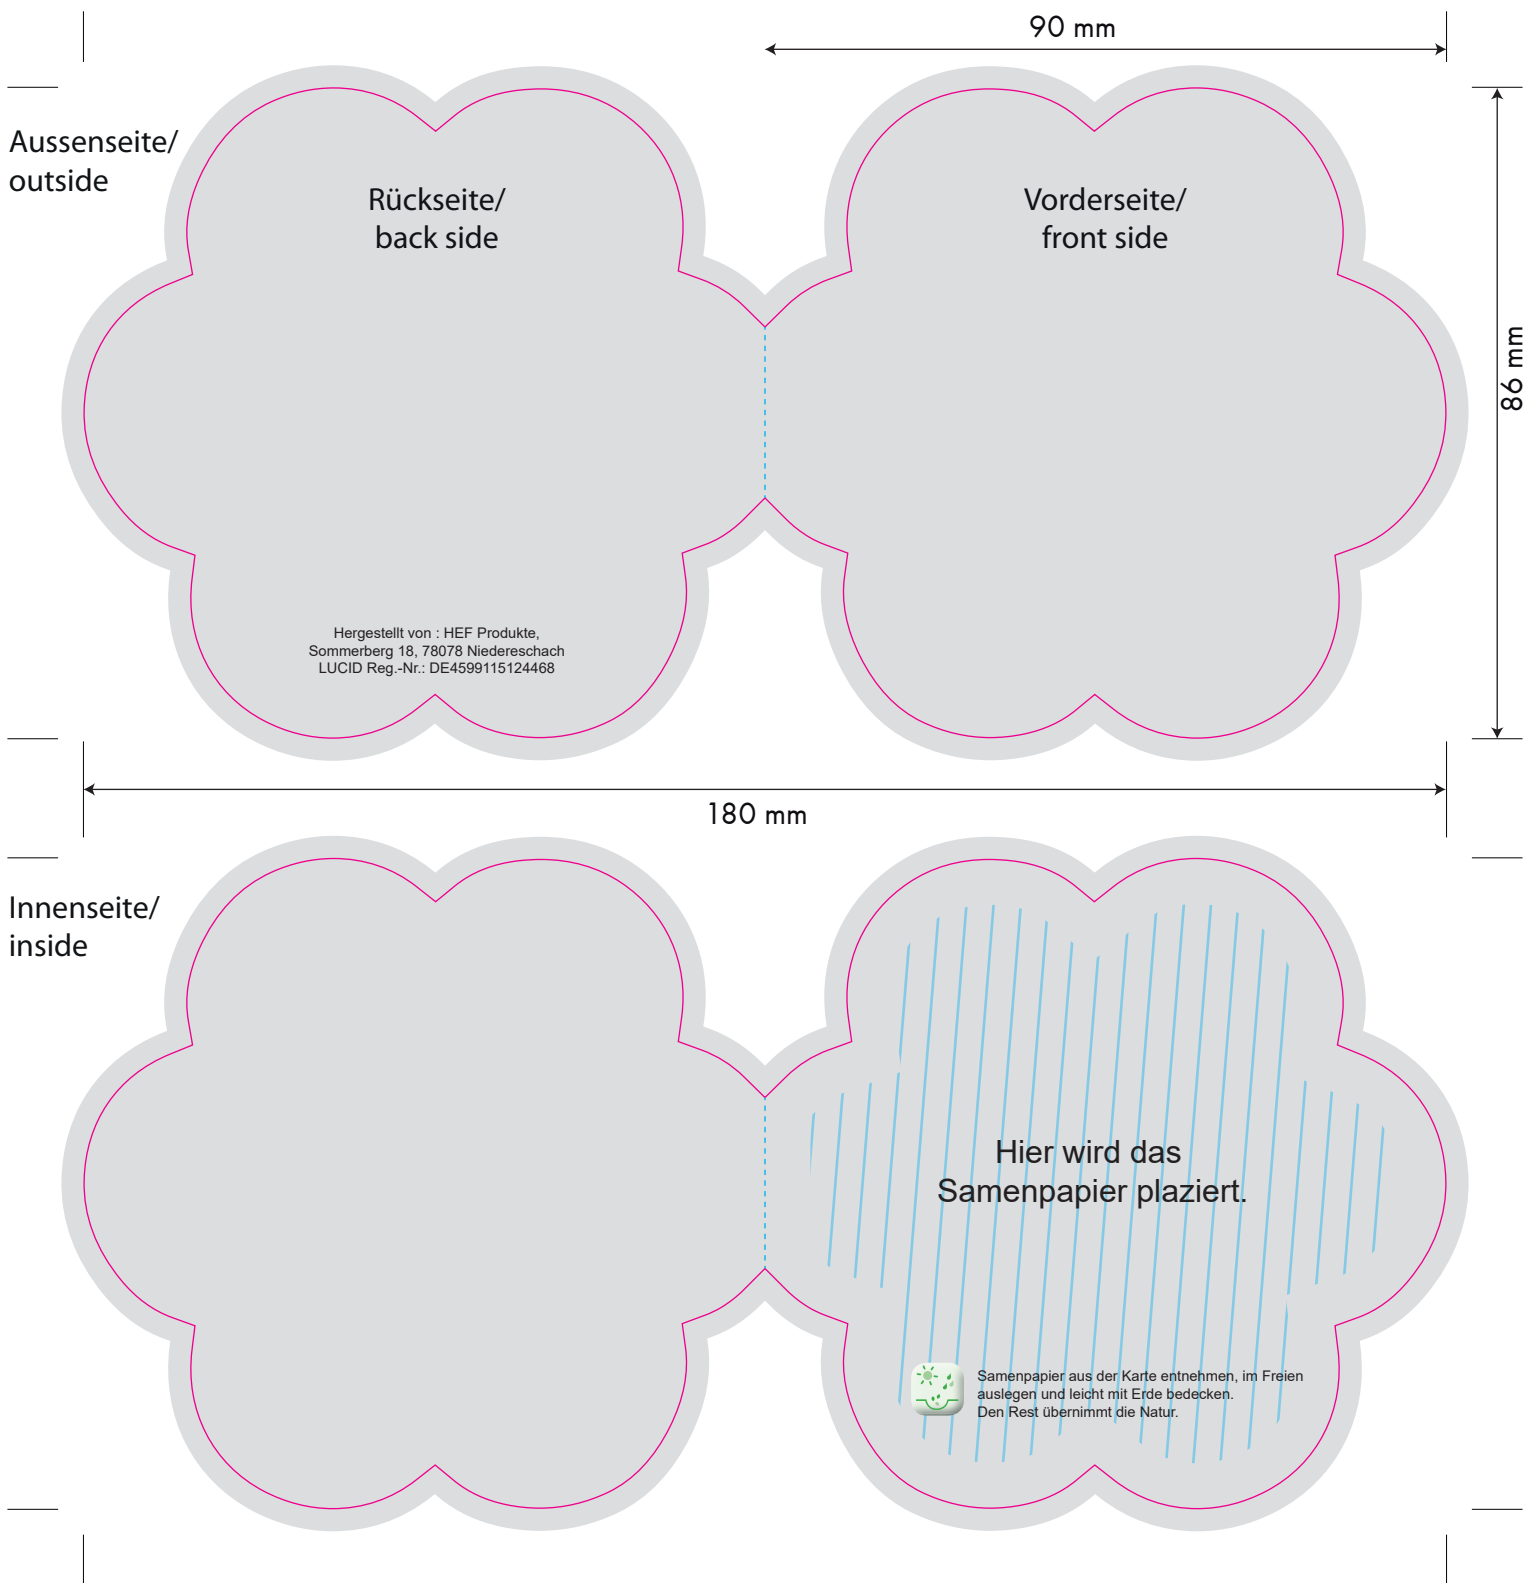 90 mm
Aussenseite/
outside
Rückseite/
back side
Vorderseite/
front side
86 mm
Hergestellt von : HEF Produkte,
Sommerberg 18, 78078 Niedereschach
LUCID Reg.-Nr.: DE4599115124468
180 mm
Innenseite/
inside
Hier wird das
Samenpapier plaziert.
Samenpapier aus der Karte entnehmen, im Freien
auslegen und leicht mit Erde bedecken.
Den Rest übernimmt die Natur.